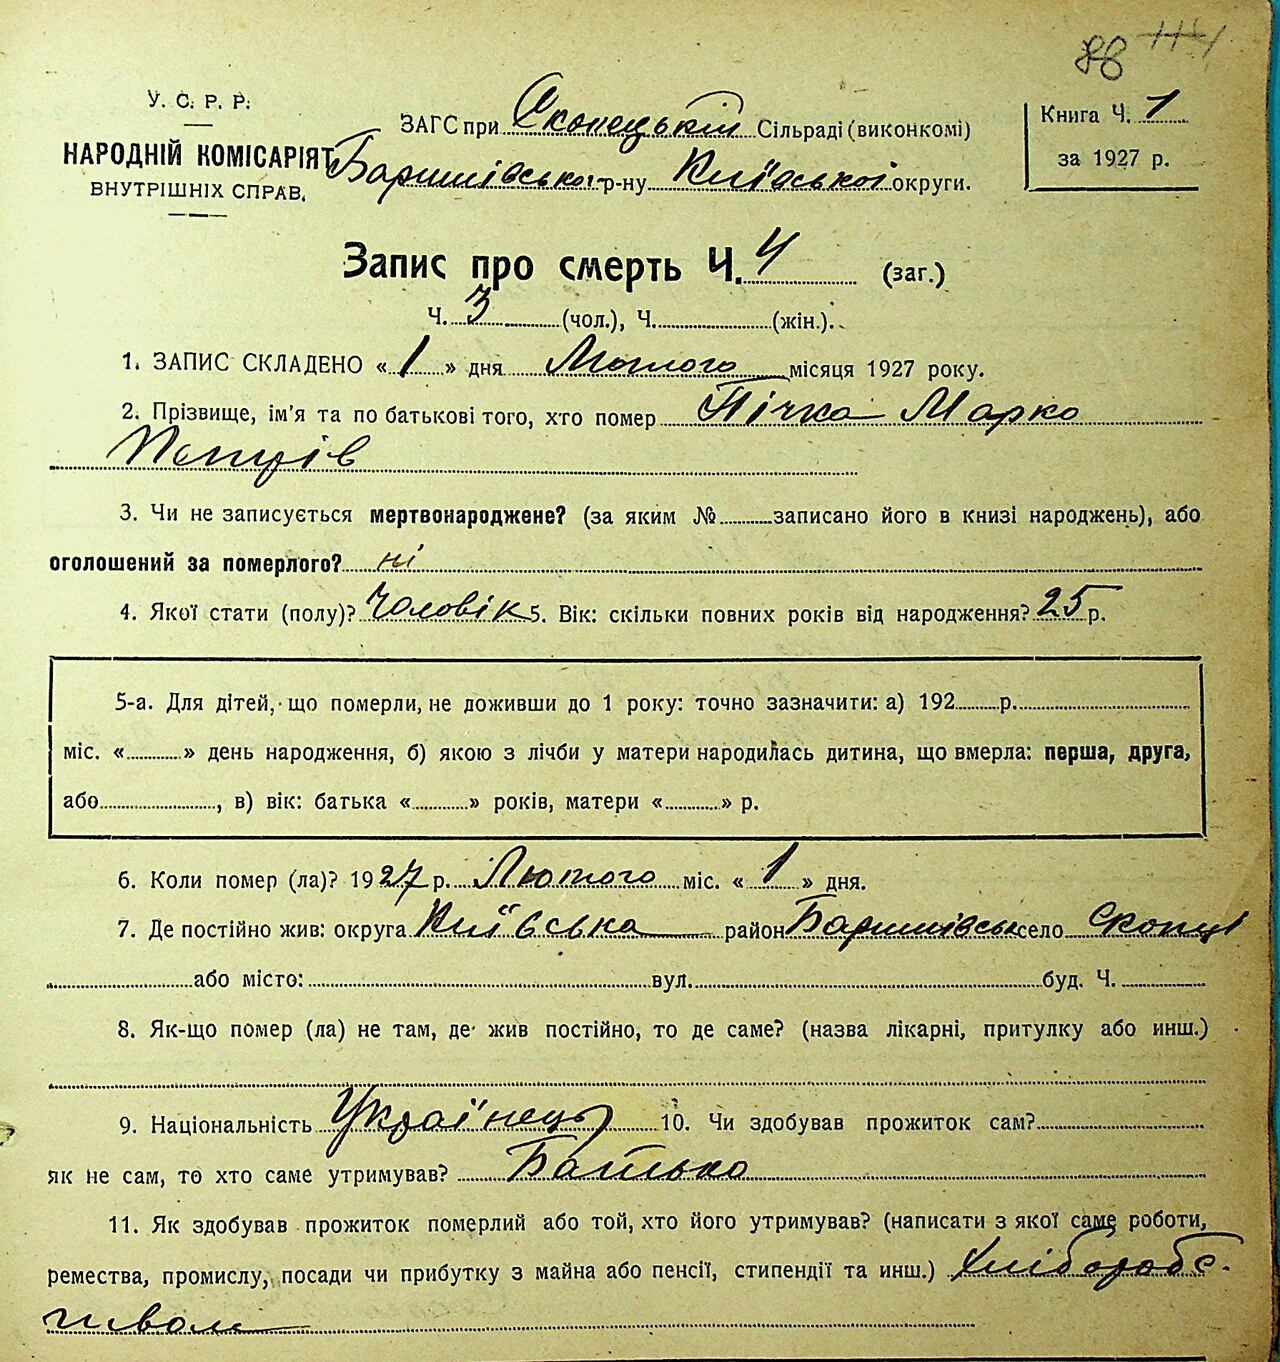 88 114
У. С. Р. Р.
НАРОДНІЙ КОМІСАРІЯТ
ВНУТРІШНІХ СПРАВ.
ЗАГС при Скопецькій Сільраді (виконкомі)
Баришівського р-ну Київської округи.
Книга Ч. 1
за 1927 р.
Запис про смерть Ч. 4 (заг.)
Ч. 3 (чол.), Ч. (жін.).
1. ЗАПИС СКЛАДЕНО « 1 » дня Лютого місяця 1927 року.
2. Прізвище, ім'я та по батькові того, хто помер Пічка Марко
3. Чи не записується мертвонароджене? (за яким № записано його в книзі народжень), або
оголошений за померлого? ні
4. Якої стати (полу)? Чоловік 5. Вік: скільки повних років від народження? 25 р.
5-а. Для дітей, що померли, не доживши до 1 року: точно зазначити: а) 192 р.
міс. « » день народження, б) якою з лічби у матери народилась дитина, що вмерла: перша, друга,
або , в) вік: батька « » років, матери « » р.
6. Коли помер (ла)? 1927 р. Лютого міс. « 1 » дня.
7. Де постійно жив: округа Київська район Баришівськ село Скопці
або місто: вул. буд. Ч.
8. Як-що помер (ла) не там, де жив постійно, то де саме? (назва лікарні, притулку або инш.)
9. Національність Українець 10. Чи здобував прожиток сам?
як не сам, то хто саме утримував? Батько
11. Як здобував прожиток померлий або той, хто його утримував? (написати з якої саме роботи,
ремества, промислу, посади чи прибутку з майна або пенсії, стипендії та инш.) Хліборобс-
твом